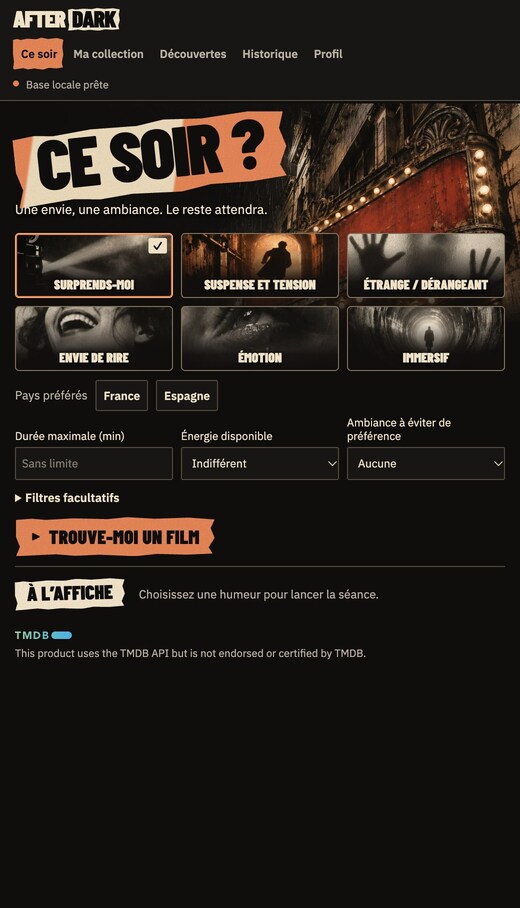 AFTER DARK
Ce soir Ma collection Découvertes Historique Profil
Base locale prête
CE SOIR ?
Une envie, une ambiance. Le reste attendra.
SURPRENDS-MOI SUSPENSE ET TENSION ÉTRANGE / DÉRANGEANT
ENVIE DE RIRE ÉMOTION IMMERSIF
Pays préférés France Espagne
Durée maximale (min) Énergie disponible Ambiance à éviter de
préférence
Sans limite Indifférent Aucune
Filtres facultatifs
TROUVE-MOI UN FILM
À L'AFFICHE Choisissez une humeur pour lancer la séance.
TMDB
This product uses the TMDB API but is not endorsed or certified by TMDB.